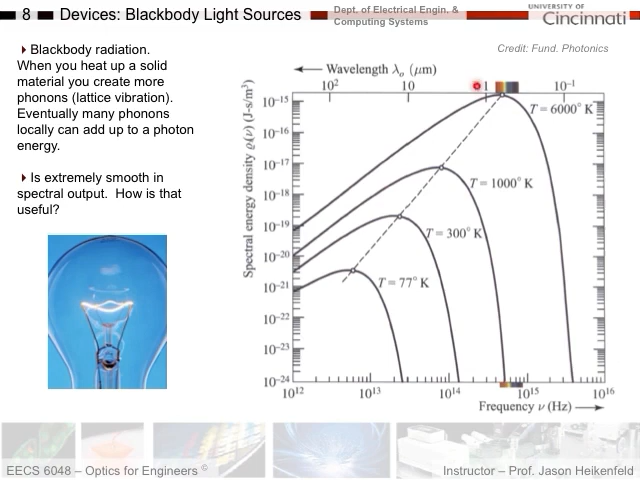 8 Devices: Blackbody Light Sources
Dept. of Electrical Engin. &
Computing Systems
UNIVERSITY OF
Cincinnati
Credit: Fund. Photonics
Blackbody radiation.
When you heat up a solid
material you create more
phonons (lattice vibration).
Eventually many phonons
locally can add up to a photon
energy.
Is extremely smooth in
spectral output. How is that
useful?
Wavelength λo (μm)
10² 10 1 10⁻¹
Spectral energy density ϱ(ν) (J-s/m³)
10⁻¹⁵
10⁻¹⁶
10⁻¹⁷
10⁻¹⁸
10⁻¹⁹
10⁻²⁰
10⁻²¹
10⁻²²
10⁻²³
10⁻²⁴
T = 6000° K
T = 1000° K
T = 300° K
T = 77° K
10¹² 10¹³ 10¹⁴ 10¹⁵ 10¹⁶
Frequency ν (Hz)
EECS 6048 – Optics for Engineers ©
Instructor – Prof. Jason Heikenfeld